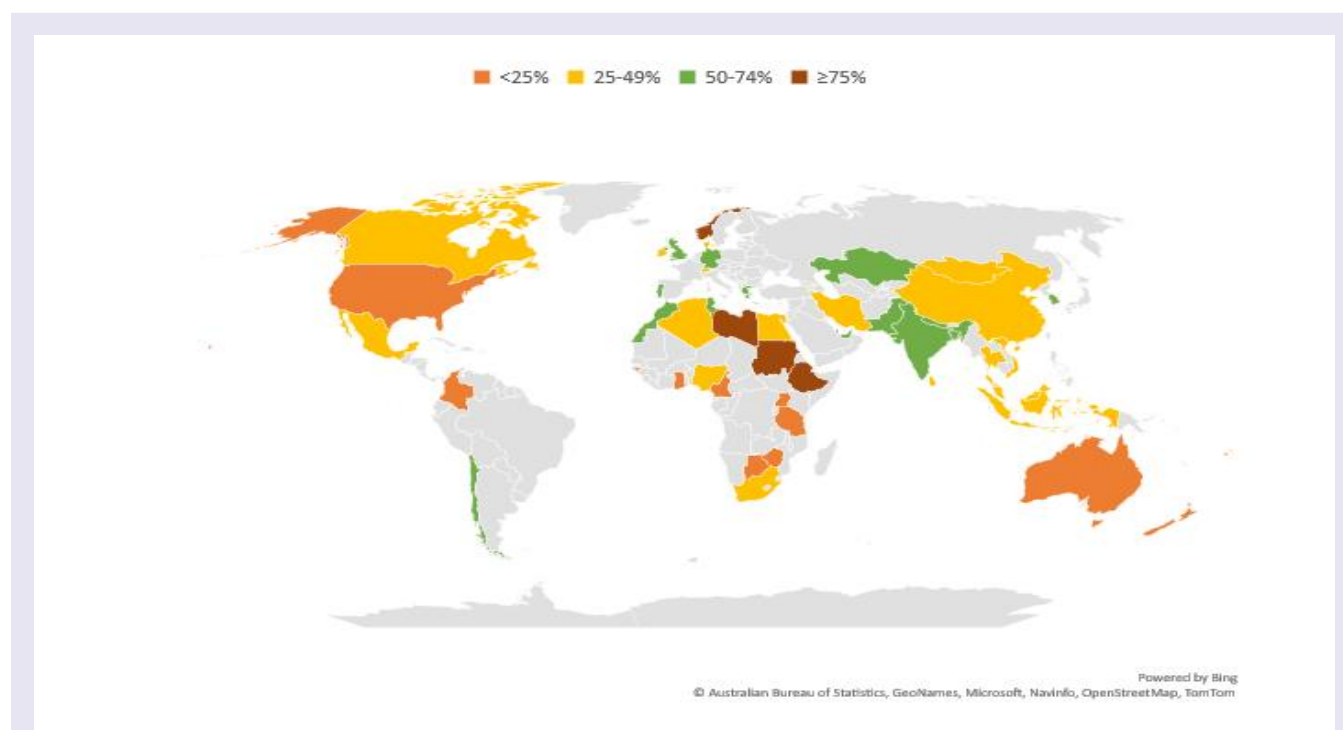 <25% 25-49% 50-74% ≥75%
Powered by Bing
© Australian Bureau of Statistics, GeoNames, Microsoft, Navinfo, OpenStreetMap, TomTom